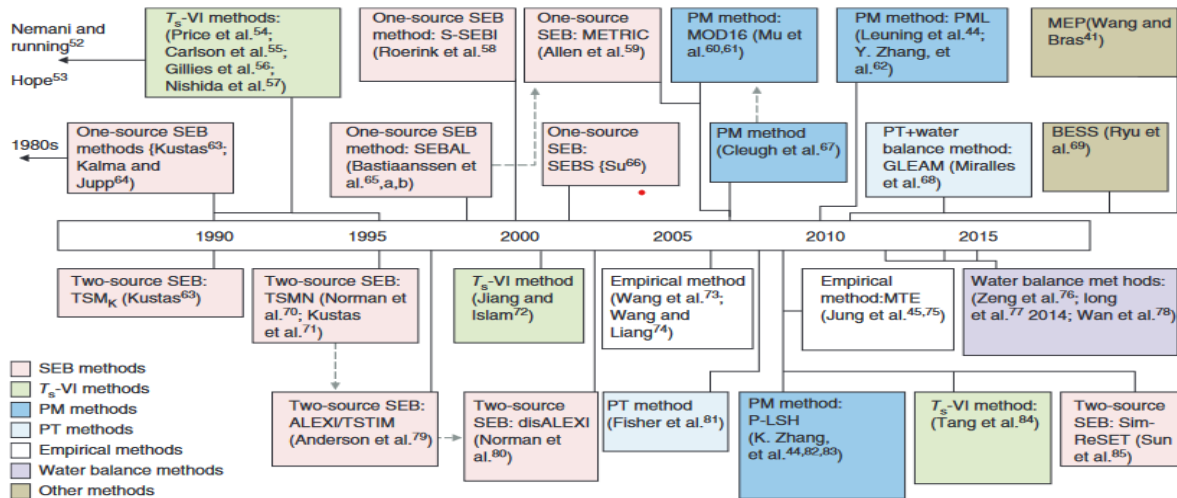 Nemani and
running52
Hope53
Ts-VI methods:
(Price et al.54;
Carlson et al.55;
Gillies et al.56;
Nishida et al.57)
One-source SEB
method: S-SEBI
(Roerink et al.58
One-source
SEB: METRIC
(Allen et al.59)
PM method:
MOD16 (Mu et
al.60,61)
PM method: PML
(Leuning et al.44;
Y. Zhang, et
al.62
MEP(Wang and
Bras41)
1980s
One-source SEB
methods {Kustas63;
Kalma and
Jupp64)
One-source SEB
method: SEBAL
(Bastiaanssen et
al.65,a,b)
One-source
SEB:
SEBS {Su66)
PM method
(Cleugh et al.67)
PT+water
balance method:
GLEAM (Miralles
et al.68)
BESS (Ryu et
al.69)
1990
1995
2000
2005
2010
2015
Two-source SEB:
TSMK (Kustas63)
Two-source SEB:
TSMN (Norman et
al.70; Kustas
et al.71)
Ts-VI method
(Jiang and
Islam72)
Empirical method
(Wang et al.73;
Wang and
Liang74)
Empirical
method:MTE
(Jung et al.45,75)
Water balance met hods:
(Zeng et al.76; long
et al.77 2014; Wan et al.78)
Two-source SEB:
ALEXI/TSTIM
(Anderson et al.79)
Two-source
SEB: disALEXI
(Norman et
al.80)
PT method
(Fisher et al.81)
PM method:
P-LSH
(K. Zhang,
et al.44,82,83)
Ts-VI method:
(Tang et al.84)
Two-source
SEB: Sim-
ReSET (Sun
et al.85)
SEB methods
Ts-VI methods
PM methods
PT methods
Empirical methods
Water balance methods
Other methods